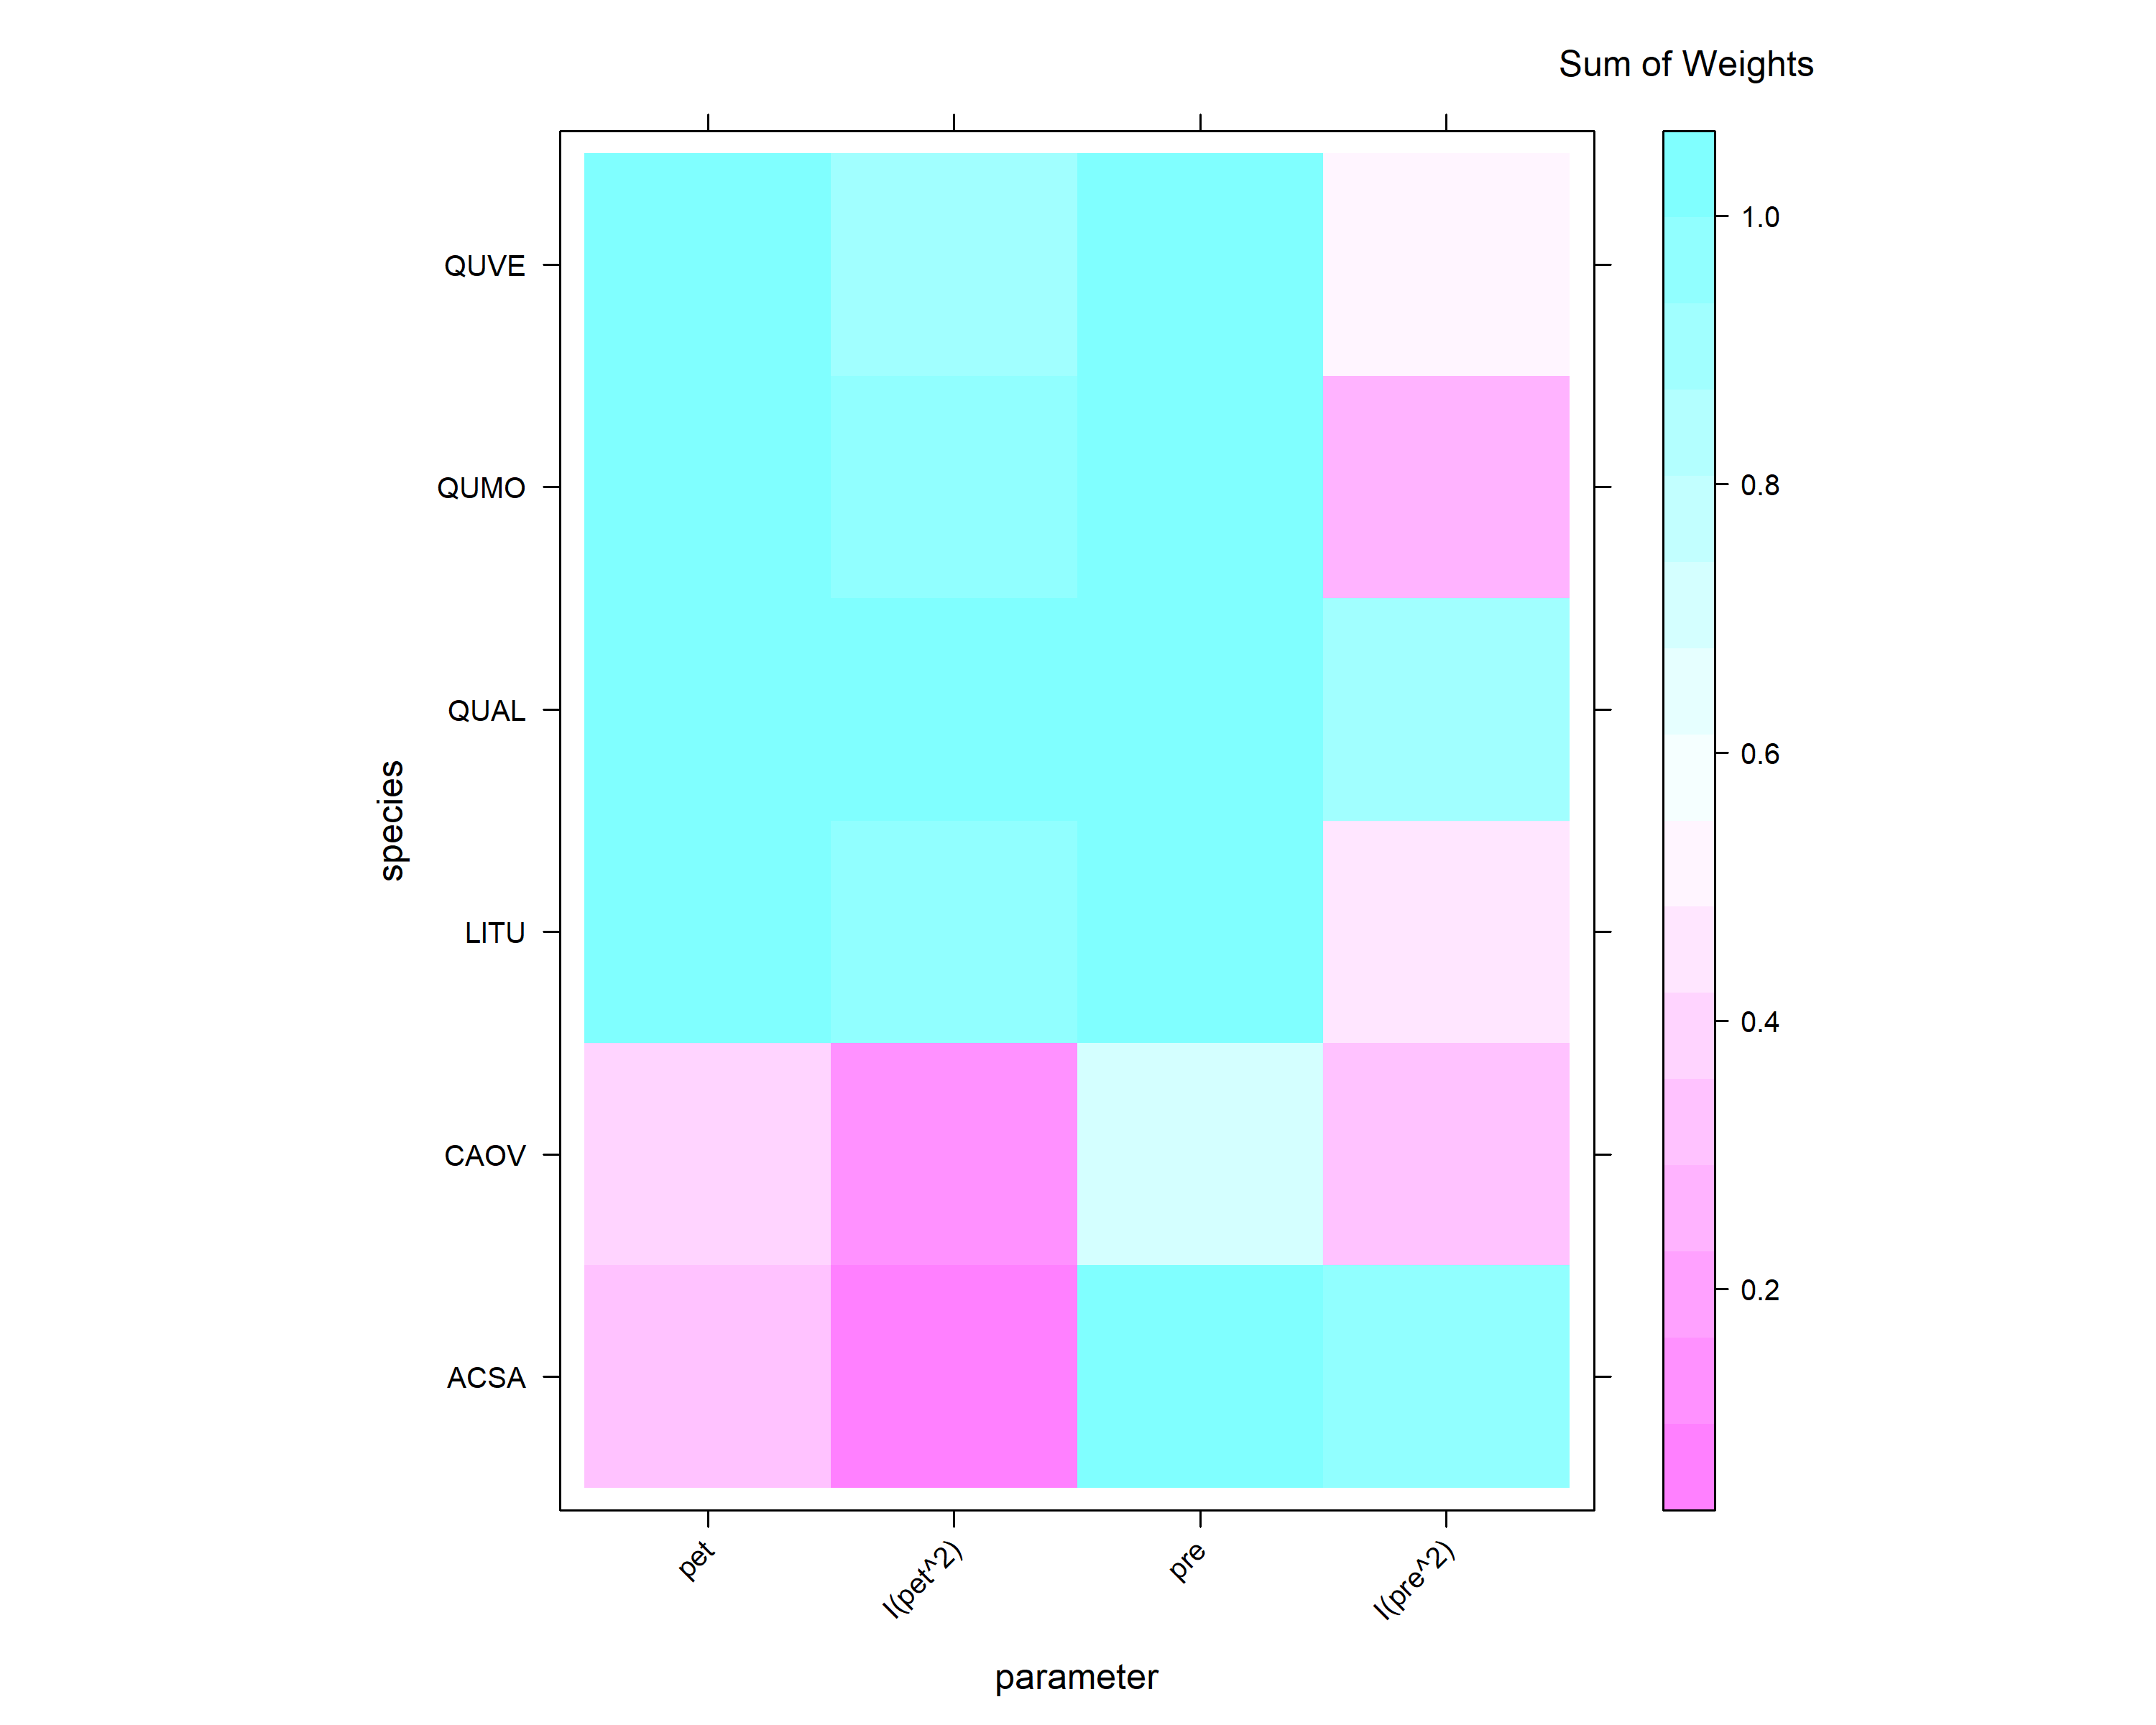 Sum of Weights
1.0
0.8
0.6
0.4
0.2
QUVE
QUMO
QUAL
LITU
CAOV
ACSA
species
pet
I(pet^2)
pre
I(pre^2)
parameter